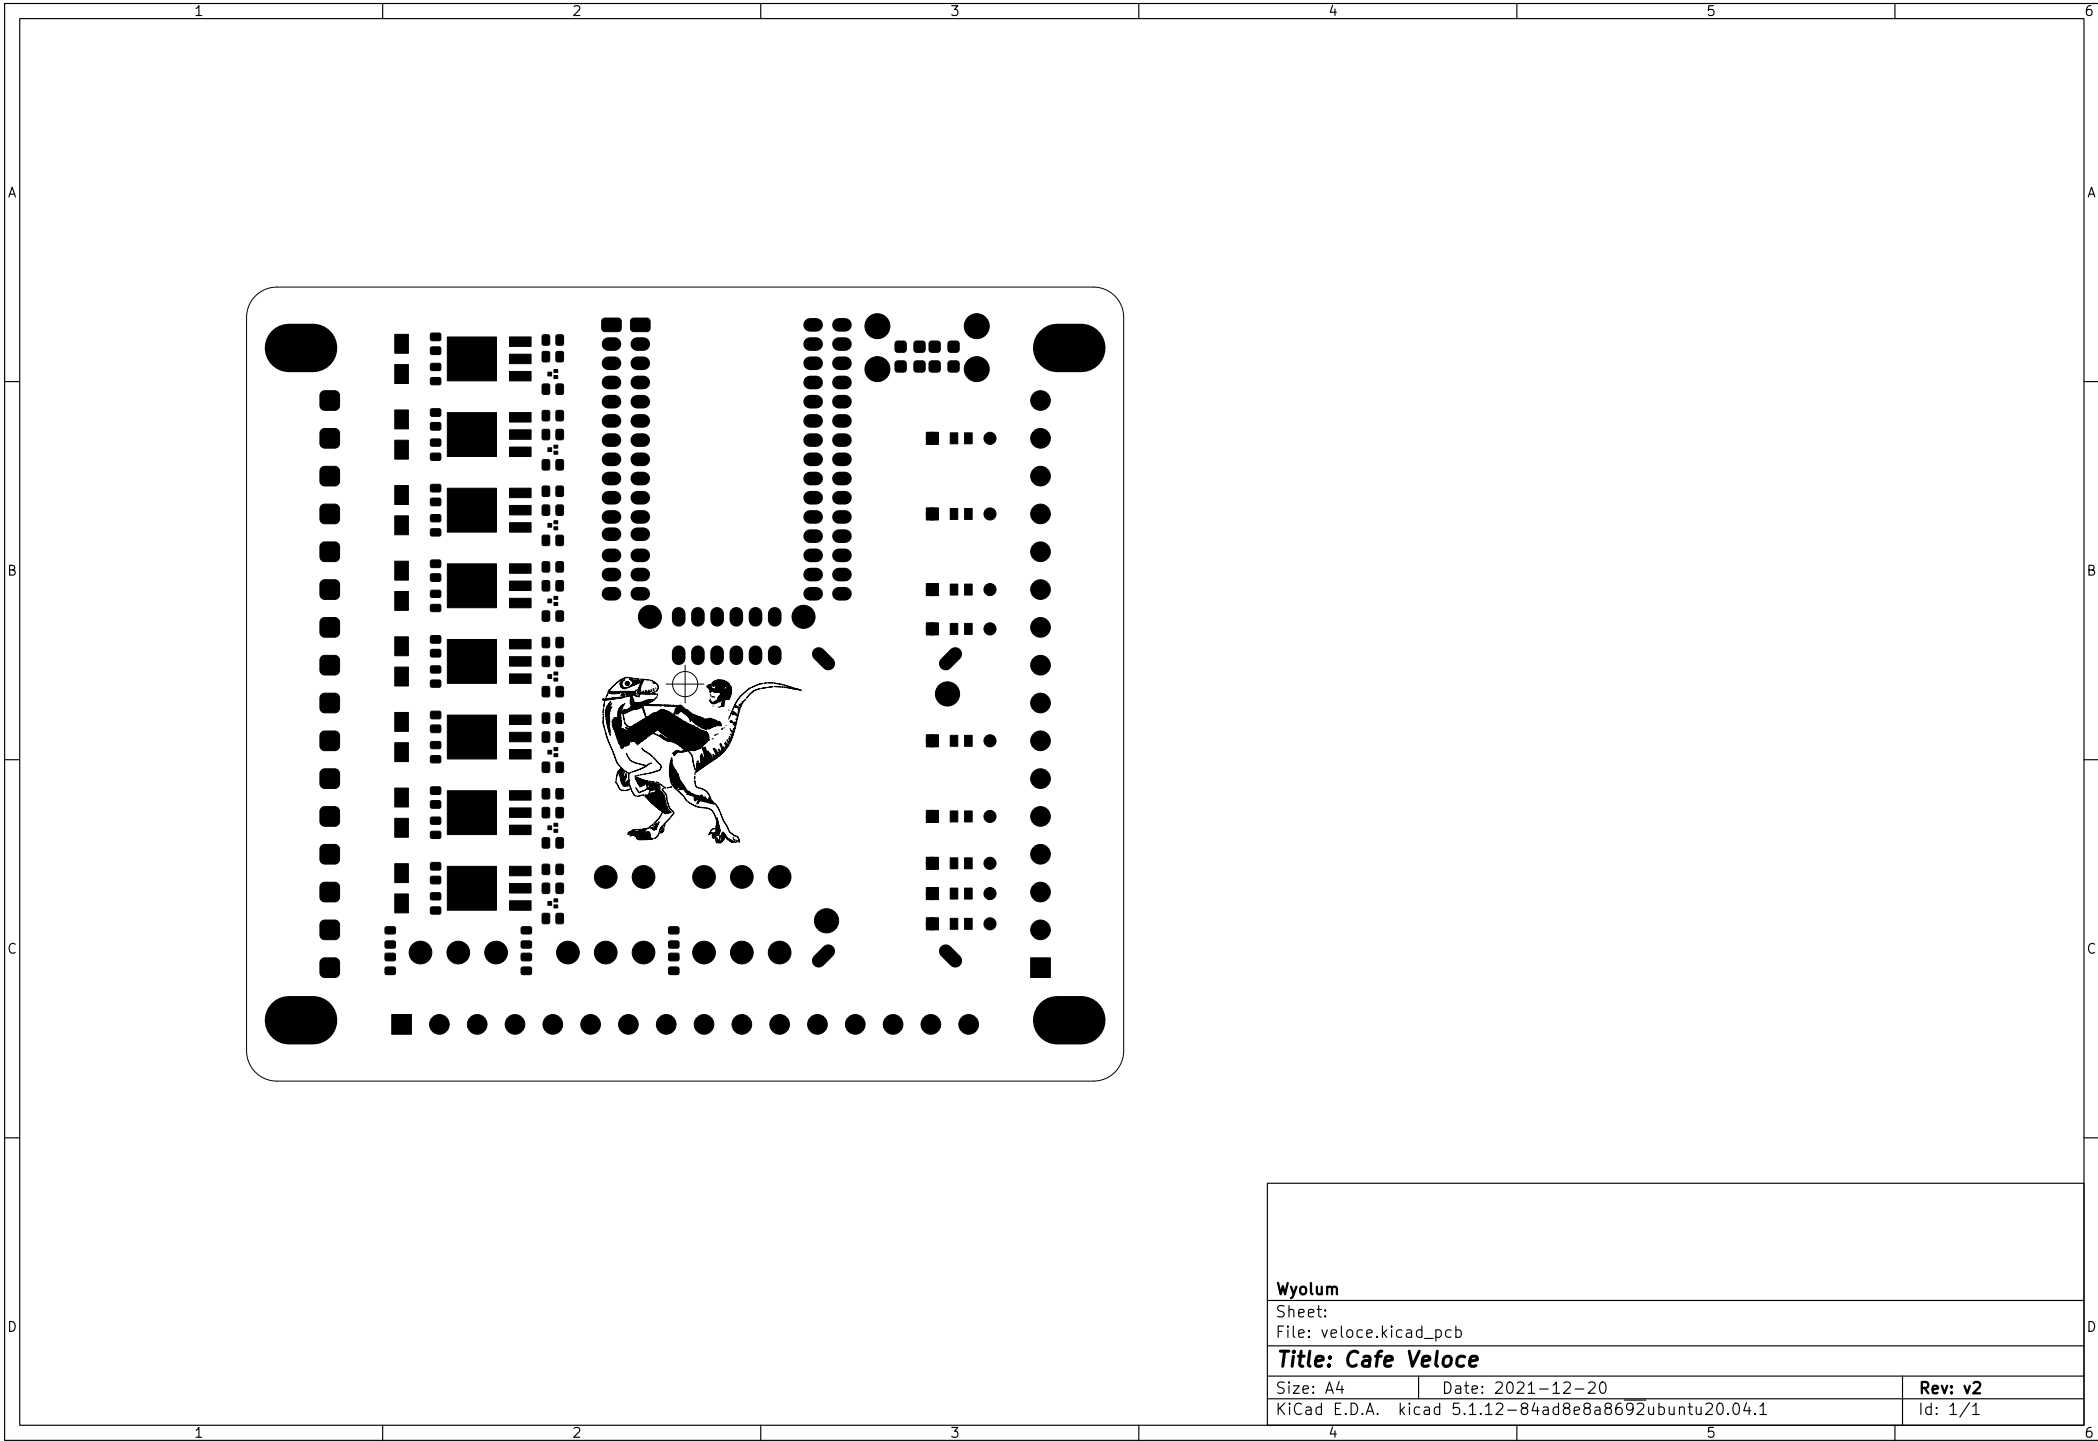 1 2 3 4 5 6
A A
B B
C C
D D
Wyolum
Sheet:
File: veloce.kicad_pcb
Title: Cafe Veloce
Size: A4 Date: 2021-12-20 Rev: v2
KiCad E.D.A. kicad 5.1.12-84ad8e8a8692ubuntu20.04.1 Id: 1/1
1 2 3 4 5 6